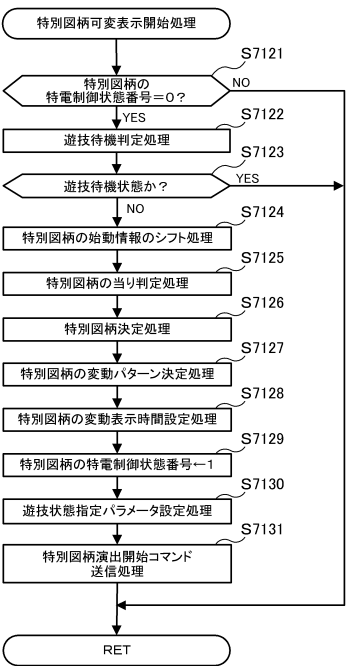 特別図柄可変表示開始処理
S7121
特別図柄の
特電制御状態番号=0?
NO
YES
S7122
遊技待機判定処理
S7123
遊技待機状態か?
YES
NO
S7124
特別図柄の始動情報のシフト処理
S7125
特別図柄の当り判定処理
S7126
特別図柄決定処理
S7127
特別図柄の変動パターン決定処理
S7128
特別図柄の変動表示時間設定処理
S7129
特別図柄の特電制御状態番号←1
S7130
遊技状態指定パラメータ設定処理
S7131
特別図柄演出開始コマンド
送信処理
RET